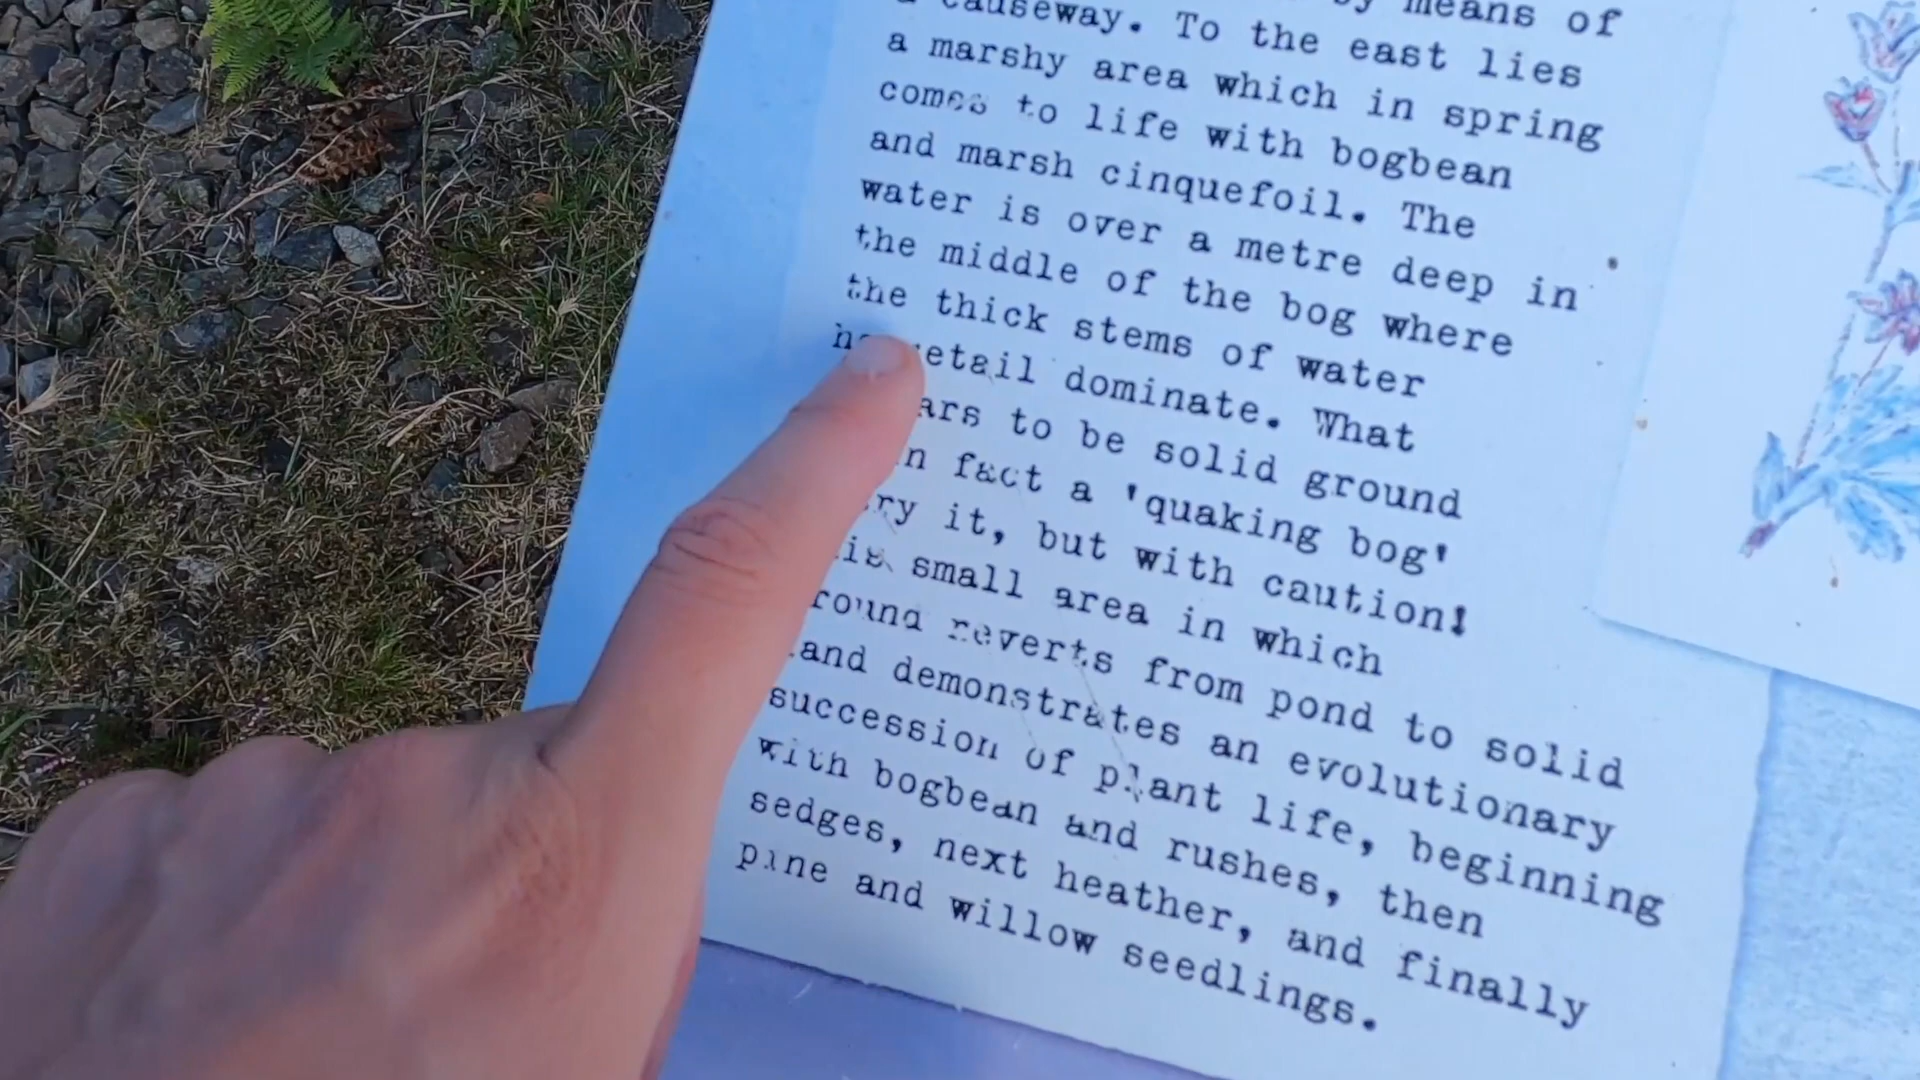 by means of
causeway. To the east lies
a marshy area which in spring
comes to life with bogbean
and marsh cinquefoil. The
water is over a metre deep in
the middle of the bog where
the thick stems of water
dominate. What
to be solid ground
fact a 'quaking bog'
it, but with caution!
small area in which
reverts from pond to solid
demonstrates an evolutionary
succession of plant life, beginning
with bogbean and rushes, then
sedges, next heather, and finally
pine and willow seedlings.